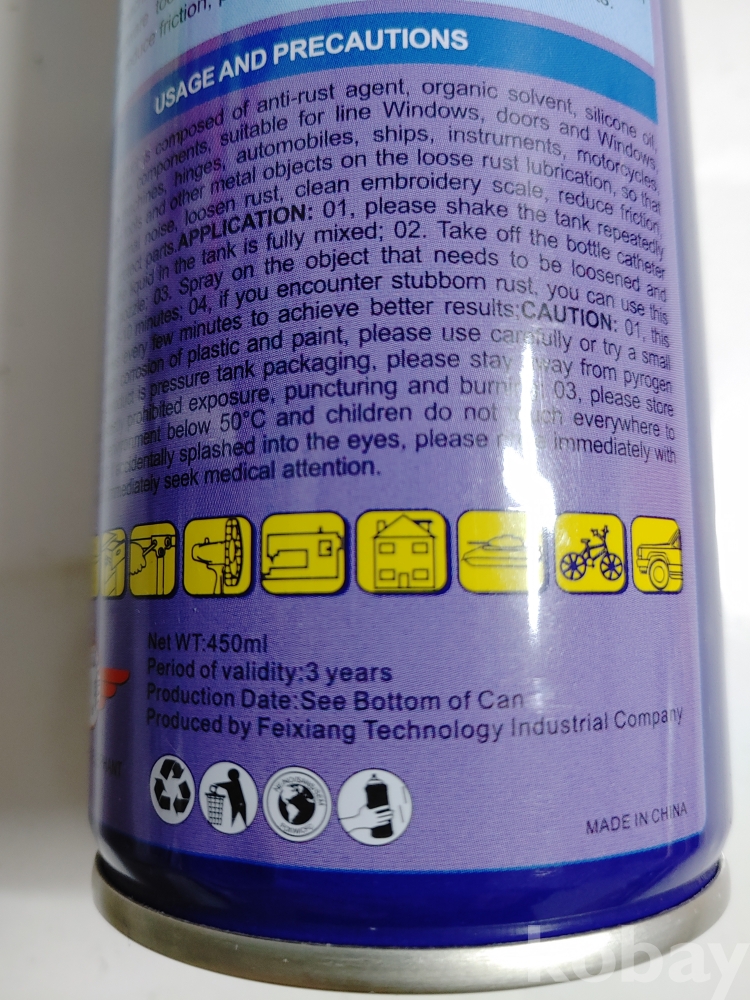 friction,
USAGE AND PRECAUTIONS
composed of anti-rust agent, organic solvent, silicone oil,
components, suitable for line Windows, doors and Windows,
hinges, automobiles, ships, instruments, motorcycles,
and other metal objects on the loose rust lubrication, so that
noise, loosen rust, clean embroidery scale, reduce friction,
parts.APPLICATION: 01, please shake the tank repeatedly
in the tank is fully mixed; 02. Take off the bottle catheter
03. Spray on the object that needs to be loosened and
minutes; 04, if you encounter stubborn rust, you can use this
every few minutes to achieve better results;CAUTION: 01, this
of plastic and paint, please use carefully or try a small
is pressure tank packaging, please stay away from pyrogen
prohibited exposure, puncturing and 03, please store
below 50°C and children do not everywhere to
splashed into the eyes, please immediately with
seek medical attention.
Net WT:450ml
Period of validity:3 years
Production Date:See Bottom of Can
Produced by Feixiang Technology Industrial Company
MADE IN CHINA
kobay